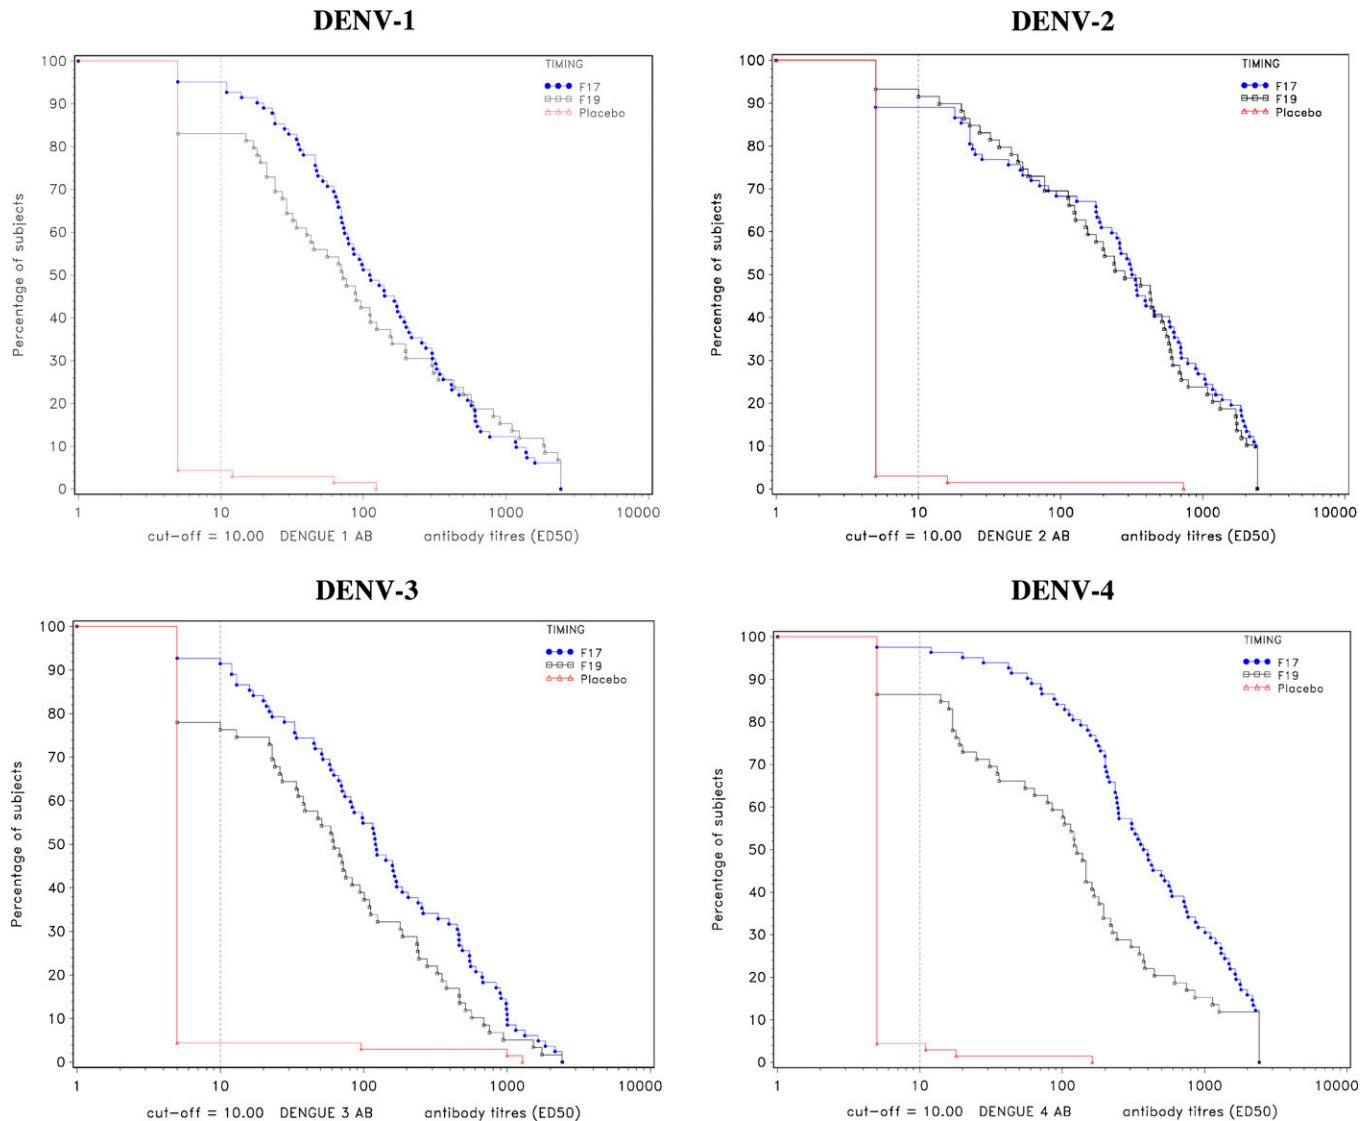 DENV-1
TIMING
F17
F19
Placebo
Percentage of subjects
100
90
80
70
60
50
40
30
20
10
0
1 10 100 1000 10000
cut-off = 10.00 DENGUE 1 AB antibody titres (ED50)
DENV-2
TIMING
F17
F19
Placebo
Percentage of subjects
100
90
80
70
60
50
40
30
20
10
0
1 10 100 1000 10000
cut-off = 10.00 DENGUE 2 AB antibody titres (ED50)
DENV-3
TIMING
F17
F19
Placebo
Percentage of subjects
100
90
80
70
60
50
40
30
20
10
0
1 10 100 1000 10000
cut-off = 10.00 DENGUE 3 AB antibody titres (ED50)
DENV-4
TIMING
F17
F19
Placebo
Percentage of subjects
100
90
80
70
60
50
40
30
20
10
0
1 10 100 1000 10000
cut-off = 10.00 DENGUE 4 AB antibody titres (ED50)